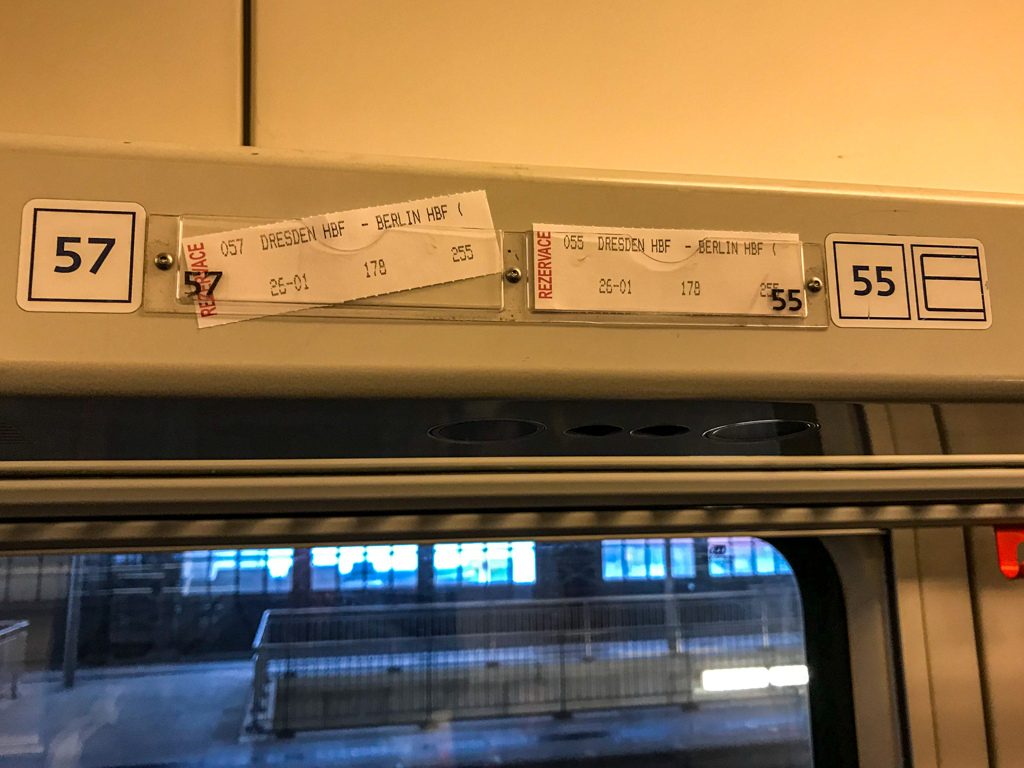 57
REZERVACE
057 DRESDEN HBF - BERLIN HBF (
26-01 178 255
57
REZERVACE
055 DRESDEN HBF - BERLIN HBF (
26-01 178 255
55
55